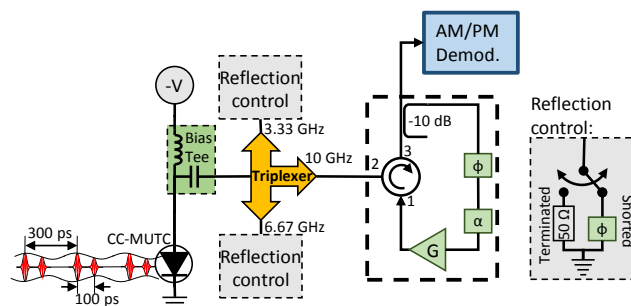 AM/PM
Demod.
-V
Reflection
control
-10 dB
Reflection
control:
3.33 GHz
Bias
Tee
10 GHz
2
3
1
Triplexer
ϕ
α
G
300 ps
CC-MUTC
6.67 GHz
Reflection
control
100 ps
Terminated
50 Ω
ϕ
Shorted